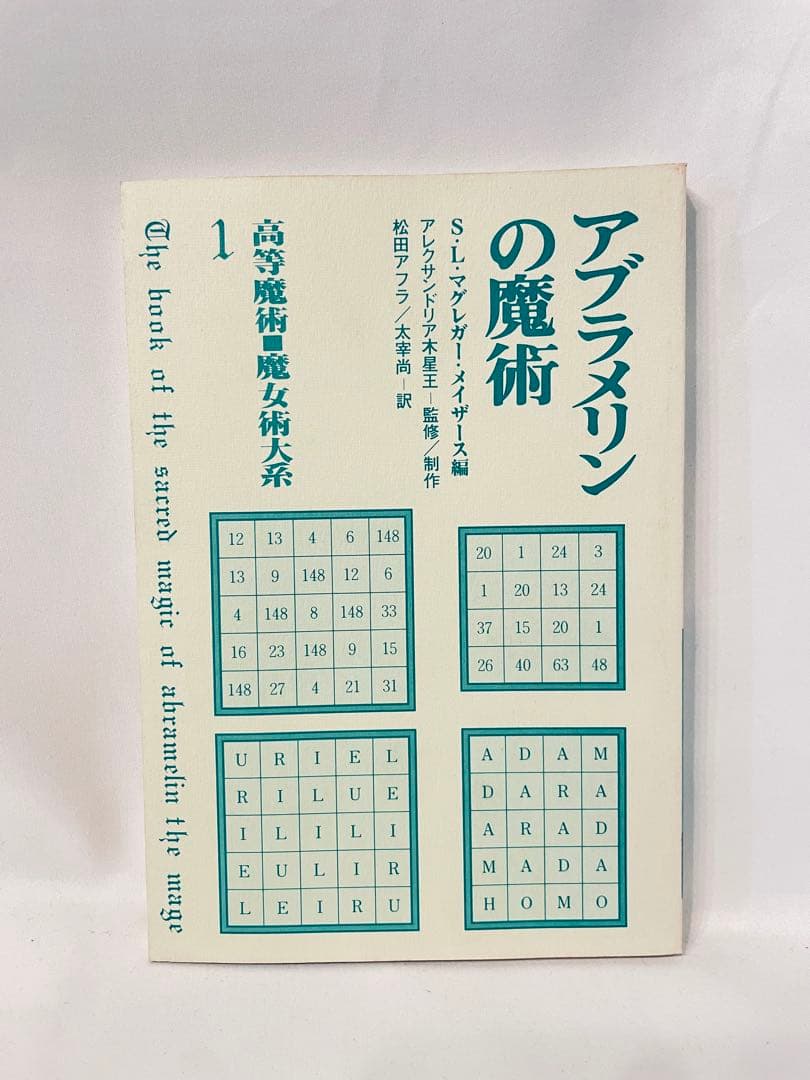 アブラメリン
の魔術
S・L・マグレガー・メイザース編
アレクサンドリア木星王―監修／制作
松田アフラ／太宰尚―訳
高等魔術■魔女術大系
1
The book of the sacred magic of abramelin the mage
12 13 4 6 148
13 9 148 12 6
4 148 8 148 33
16 23 148 9 15
148 27 4 21 31
20 1 24 3
1 20 13 24
37 15 20 1
26 40 63 48
U R I E L
R I L U E
I L I L I
E U L I R
L E I R U
A D A M
D A R A
A R A D
M A D A
H O M O